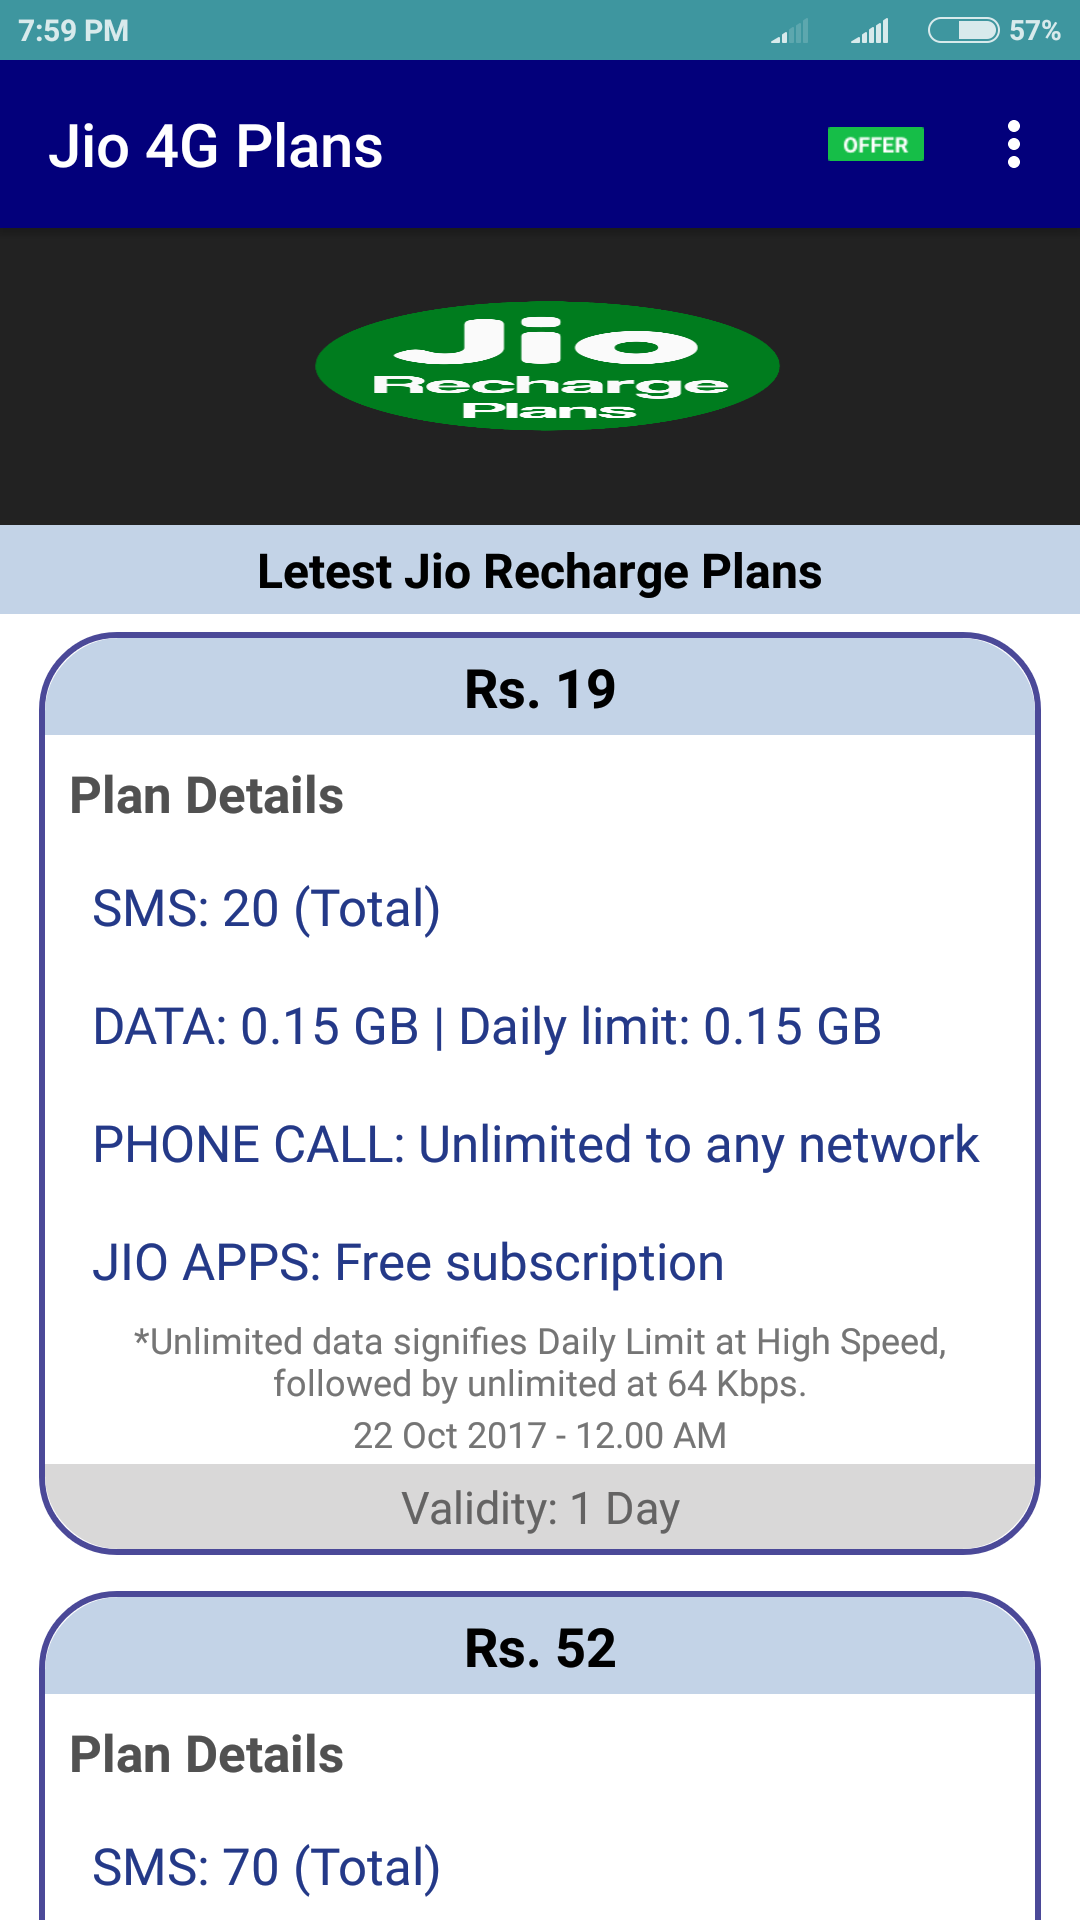 7:59 PM 57%
Jio 4G Plans OFFER
Jio
Recharge
Plans
Letest Jio Recharge Plans
Rs. 19
Plan Details
SMS: 20 (Total)
DATA: 0.15 GB | Daily limit: 0.15 GB
PHONE CALL: Unlimited to any network
JIO APPS: Free subscription
*Unlimited data signifies Daily Limit at High Speed,
followed by unlimited at 64 Kbps.
22 Oct 2017 - 12.00 AM
Validity: 1 Day
Rs. 52
Plan Details
SMS: 70 (Total)